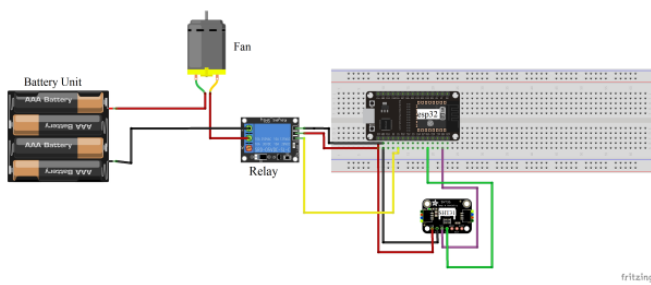 Fan
Battery Unit
AAA Battery
AAA Battery
AAA Battery
AAA Battery
esp32
Relay
fritzing